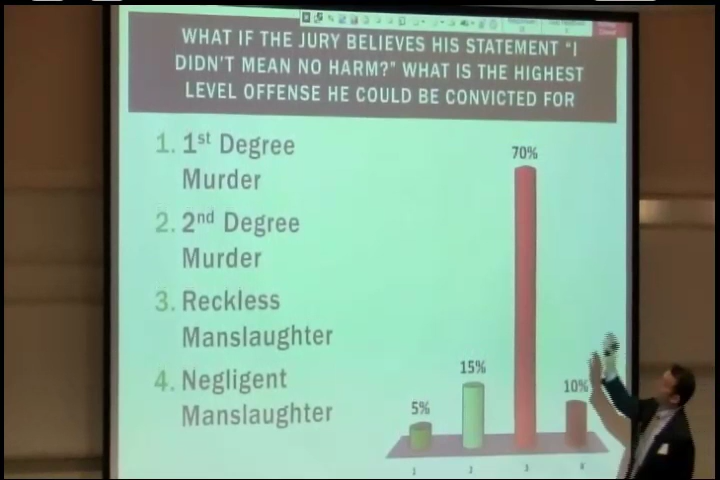 WHAT IF THE JURY BELIEVES HIS STATEMENT "I
DIDN'T MEAN NO HARM?" WHAT IS THE HIGHEST
LEVEL OFFENSE HE COULD BE CONVICTED FOR
1. 1st Degree
Murder
2. 2nd Degree
Murder
3. Reckless
Manslaughter
4. Negligent
Manslaughter
5%
15%
70%
10%
1 2 3 4